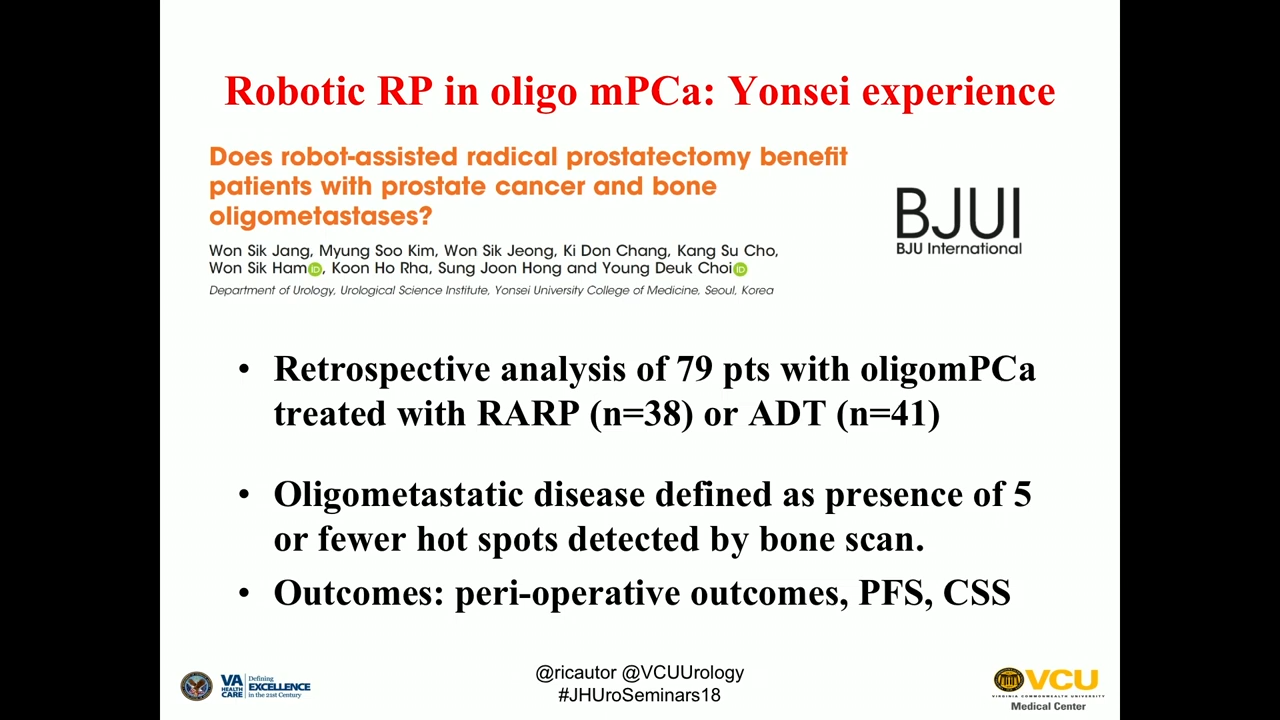 Robotic RP in oligo mPCa: Yonsei experience
Does robot-assisted radical prostatectomy benefit
patients with prostate cancer and bone
oligometastases?
Won Sik Jang, Myung Soo Kim, Won Sik Jeong, Ki Don Chang, Kang Su Cho,
Won Sik Ham iD, Koon Ho Rha, Sung Joon Hong and Young Deuk Choi iD
Department of Urology, Urological Science Institute, Yonsei University College of Medicine, Seoul, Korea
BJUI
BJU International
• Retrospective analysis of 79 pts with oligomPCa
treated with RARP (n=38) or ADT (n=41)
• Oligometastatic disease defined as presence of 5
or fewer hot spots detected by bone scan.
• Outcomes: peri-operative outcomes, PFS, CSS
VA
HEALTH
CARE
Defining
EXCELLENCE
in the 21st Century
@ricautor @VCUUrology
#JHUroSeminars18
VCU
VIRGINIA COMMONWEALTH UNIVERSITY
Medical Center